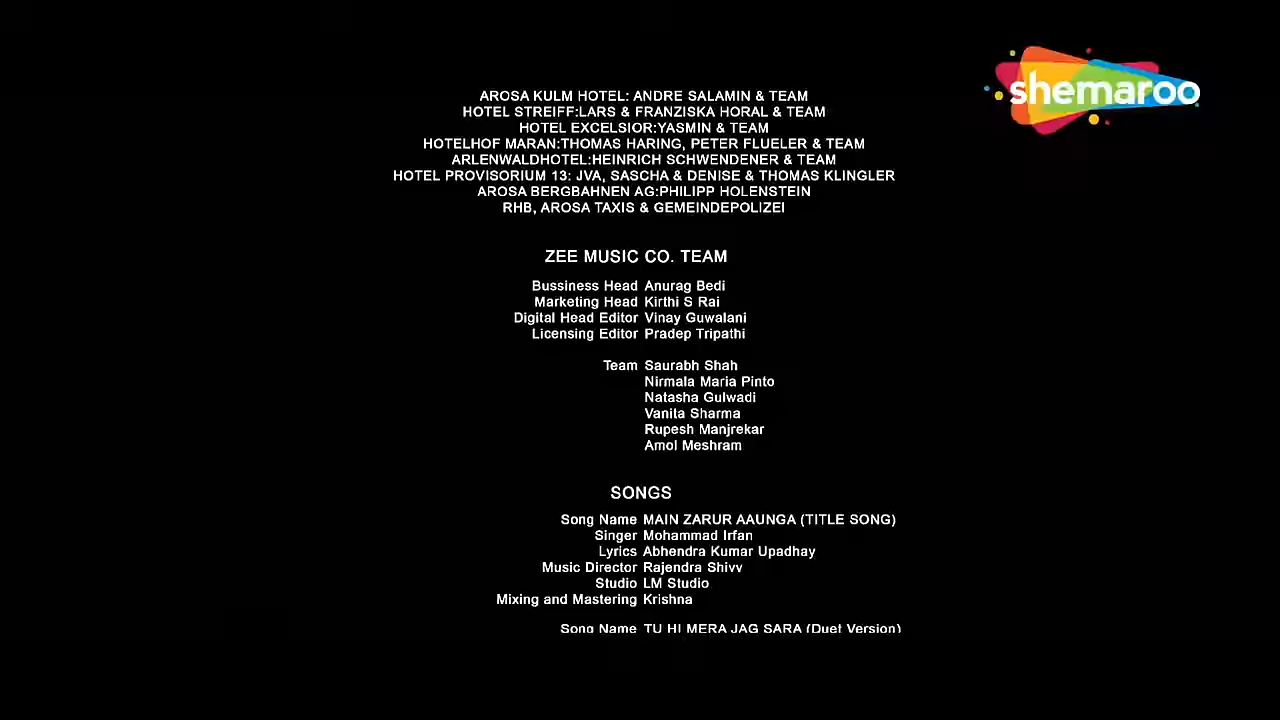 shemaroo
AROSA KULM HOTEL: ANDRE SALAMIN & TEAM
HOTEL STREIFF:LARS & FRANZISKA HORAL & TEAM
HOTEL EXCELSIOR:YASMIN & TEAM
HOTELHOF MARAN:THOMAS HARING, PETER FLUELER & TEAM
ARLENWALDHOTEL:HEINRICH SCHWENDENER & TEAM
HOTEL PROVISORIUM 13: JVA, SASCHA & DENISE & THOMAS KLINGLER
AROSA BERGBAHNEN AG:PHILIPP HOLENSTEIN
RHB, AROSA TAXIS & GEMEINDEPOLIZEI
ZEE MUSIC CO. TEAM
Bussiness Head Anurag Bedi
Marketing Head Kirthi S Rai
Digital Head Editor Vinay Guwalani
Licensing Editor Pradep Tripathi
Team Saurabh Shah
Nirmala Maria Pinto
Natasha Gulwadi
Vanita Sharma
Rupesh Manjrekar
Amol Meshram
SONGS
Song Name MAIN ZARUR AAUNGA (TITLE SONG)
Singer Mohammad Irfan
Lyrics Abhendra Kumar Upadhay
Music Director Rajendra Shivv
Studio LM Studio
Mixing and Mastering Krishna
Song Name TU HI MERA JAG SARA (Duet Version)